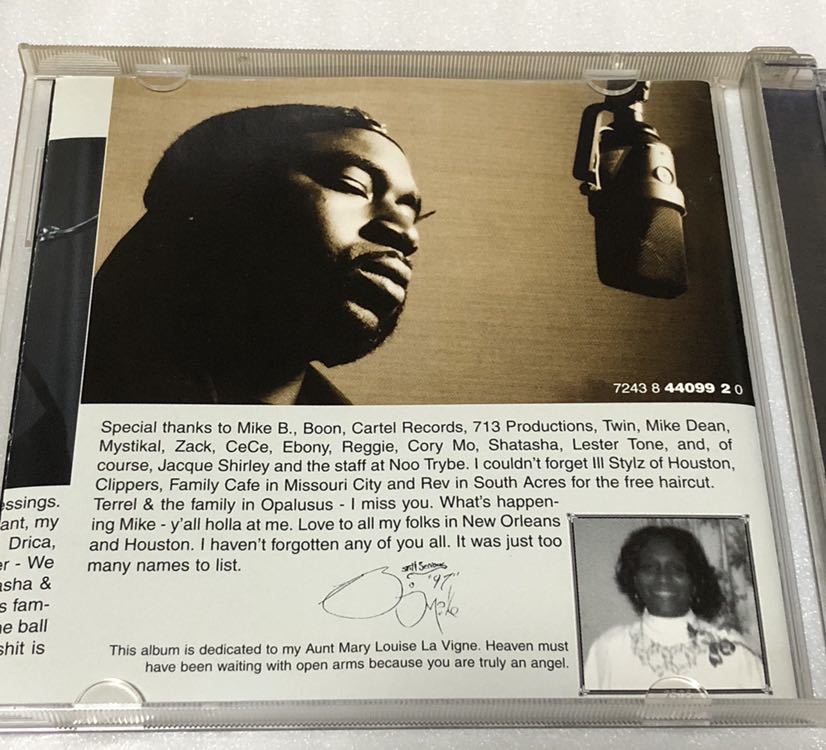 7243 8 44099 2 0
Special thanks to Mike B., Boon, Cartel Records, 713 Productions, Twin, Mike Dean,
Mystikal, Zack, CeCe, Ebony, Reggie, Cory Mo, Shatasha, Lester Tone, and, of
course, Jacque Shirley and the staff at Noo Trybe. I couldn't forget Ill Stylz of Houston,
Clippers, Family Cafe in Missouri City and Rev in South Acres for the free haircut.
Terrel & the family in Opalusus - I miss you. What's happen-
ing Mike - y'all holla at me. Love to all my folks in New Orleans
and Houston. I haven't forgotten any of you all. It was just too
many names to list.
Still Serious
"97"
Mike
This album is dedicated to my Aunt Mary Louise La Vigne. Heaven must
have been waiting with open arms because you are truly an angel.
essings.
ant, my
Drica,
er - We
asha &
s fam-
e ball
shit is